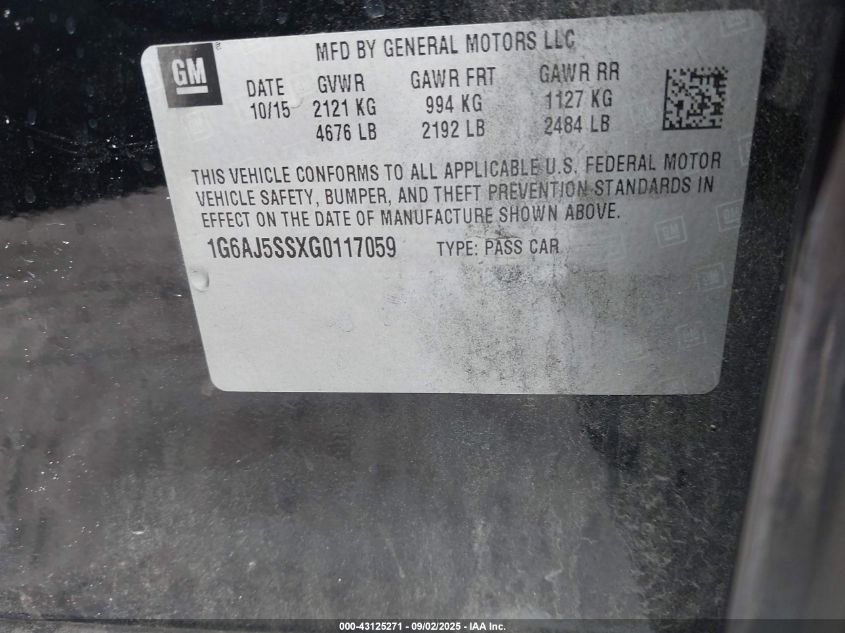 GM
MFD BY GENERAL MOTORS LLC
DATE GVWR GAWR FRT GAWR RR
10/15 2121 KG 994 KG 1127 KG
4676 LB 2192 LB 2484 LB
THIS VEHICLE CONFORMS TO ALL APPLICABLE U.S. FEDERAL MOTOR
VEHICLE SAFETY, BUMPER, AND THEFT PREVENTION STANDARDS IN
EFFECT ON THE DATE OF MANUFACTURE SHOWN ABOVE.
1G6AJ5SSXG0117059 TYPE: PASS CAR
000-43125271 - 09/02/2025 - IAA Inc.